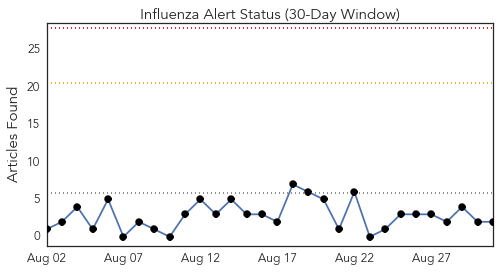 Influenza Alert Status (30-Day Window)
Articles Found
25
20
15
10
5
0
Aug 02 Aug 07 Aug 12 Aug 17 Aug 22 Aug 27